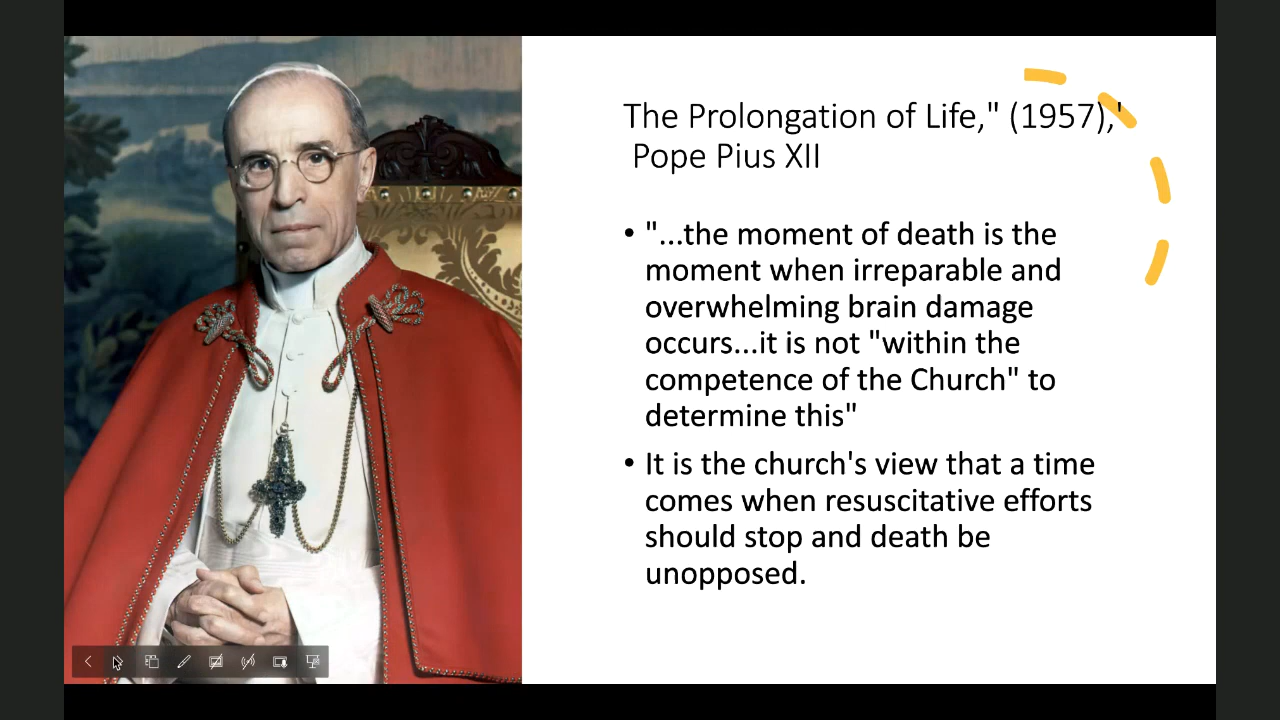 The Prolongation of Life," (1957),'
Pope Pius XII
• "...the moment of death is the
moment when irreparable and
overwhelming brain damage
occurs...it is not "within the
competence of the Church" to
determine this"
• It is the church's view that a time
comes when resuscitative efforts
should stop and death be
unopposed.